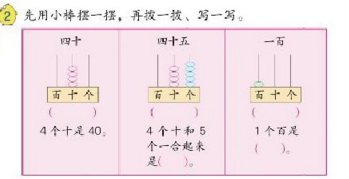 2 先用小棒摆一摆，再拨一拨、写一写。
四十 四十五 一百
百 十 个 百 十 个 百 十 个
( ) ( ) ( )
4个十是40。 4个十和5 1个百是
个一合起来 ( )。
是( )。